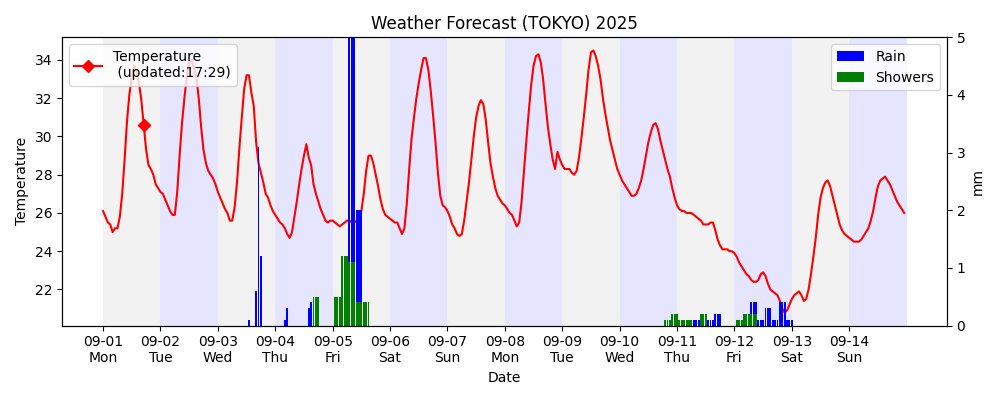 Weather Forecast (TOKYO) 2025
Temperature
(updated:17:29)
Rain
Showers
34
32
30
28
26
24
22
Temperature
5
4
3
2
1
0
mm
09-01 09-02 09-03 09-04 09-05 09-06 09-07 09-08 09-09 09-10 09-11 09-12 09-13 09-14
Mon Tue Wed Thu Fri Sat Sun Mon Tue Wed Thu Fri Sat Sun
Date